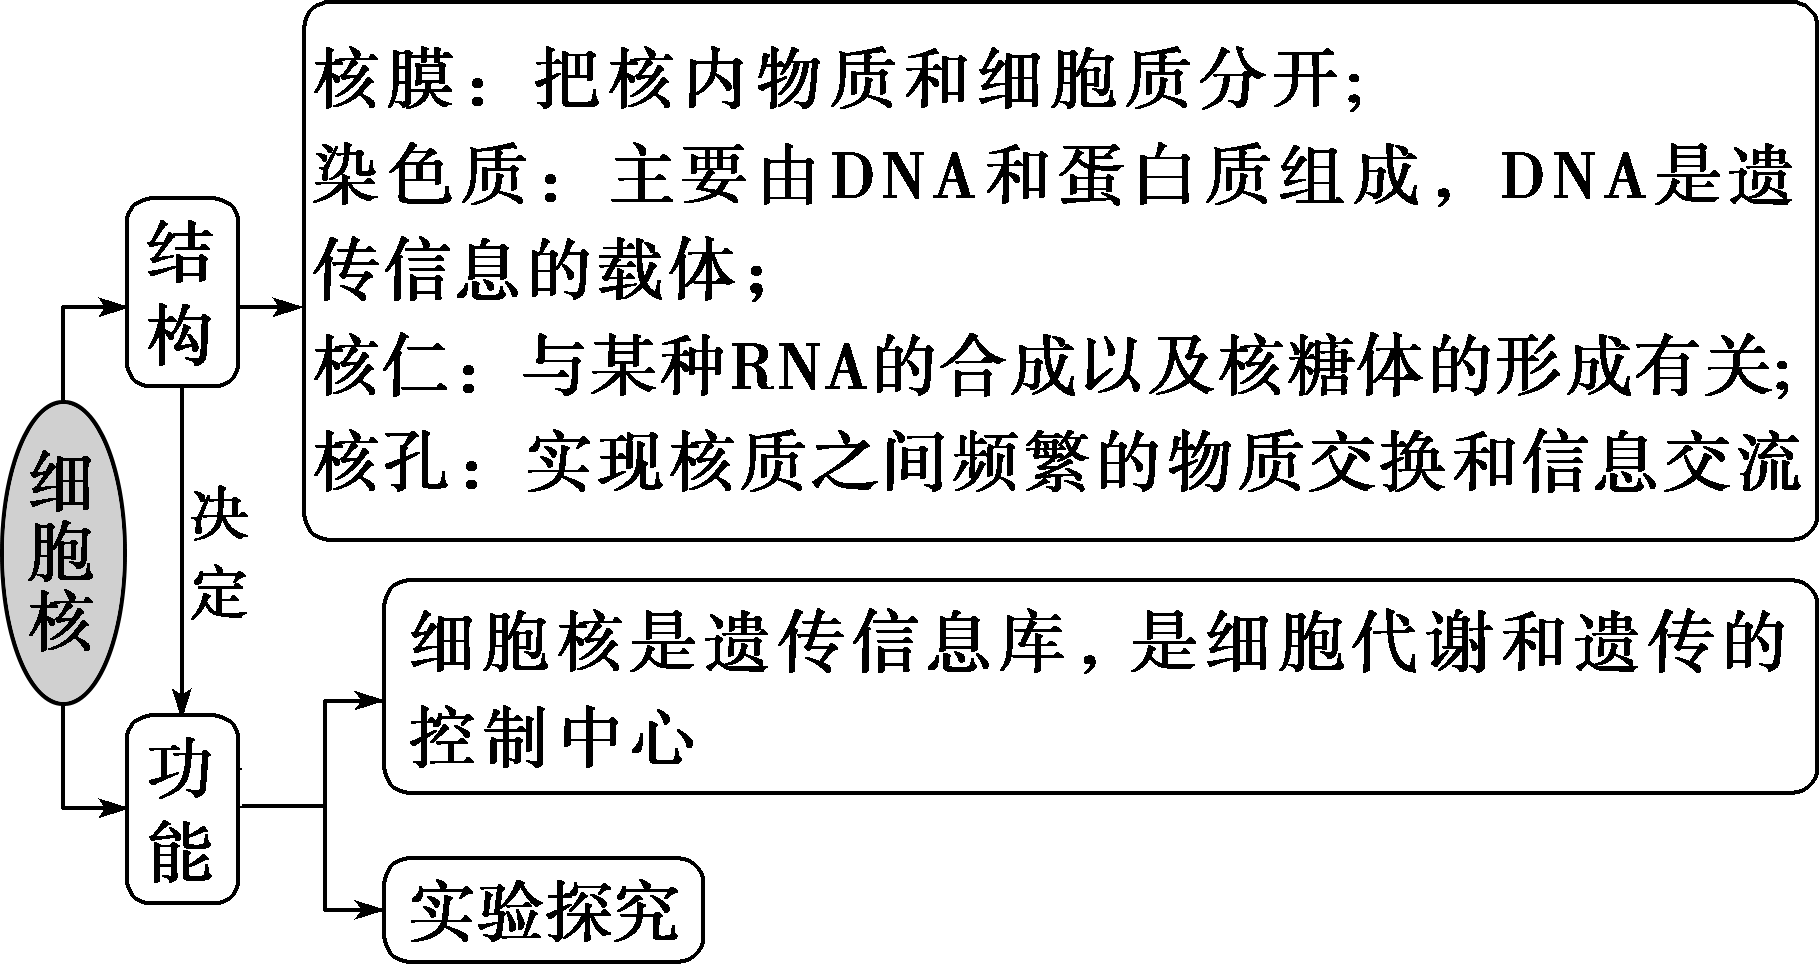 核膜：把核内物质和细胞质分开；
染色质：主要由DNA和蛋白质组成，DNA是遗
传信息的载体；
核仁：与某种RNA的合成以及核糖体的形成有关；
核孔：实现核质之间频繁的物质交换和信息交流
结构
细胞核
决定
细胞核是遗传信息库，是细胞代谢和遗传的
控制中心
功能
实验探究